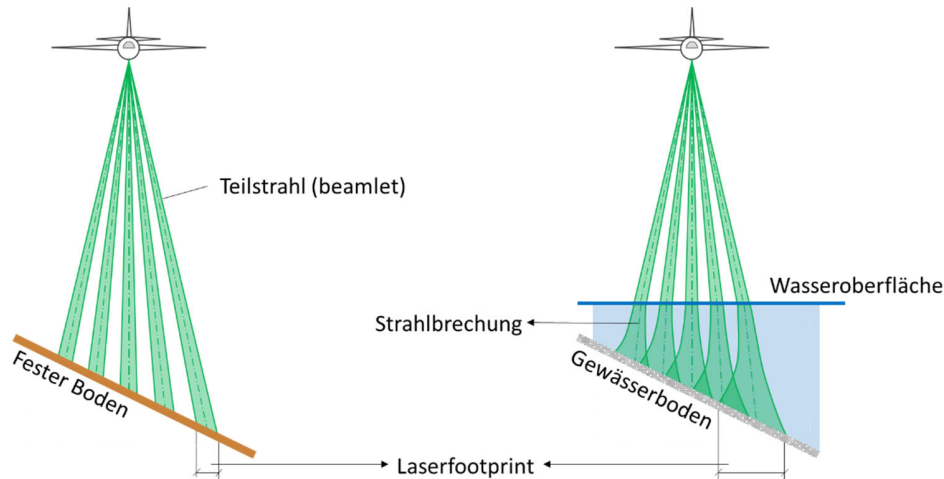 Teilstrahl (beamlet)
Fester Boden
Wasseroberfläche
Strahlbrechung
Gewässerboden
Laserfootprint